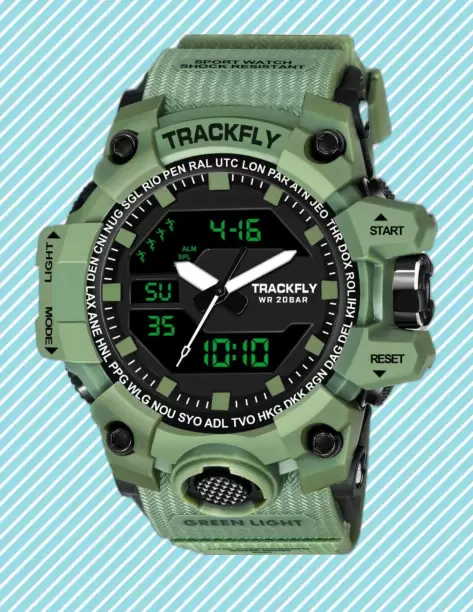 SPORT WATCH
SHOCK RESISTANT
TRACKFLY
LAX DEN CNI NUG SGL RIO PEN RAL UTC LON PAR ATN JEO THR DOX ROL KHI DEL DAG RGN DKK HKG TVO ADL SYO NOU WLG PPG HNL ANE
4-16
START
LIGHT
ALM
SPL
SU
TRACKFLY
WR 20BAR
35
MODE
10:10
RESET
GREEN LIGHT